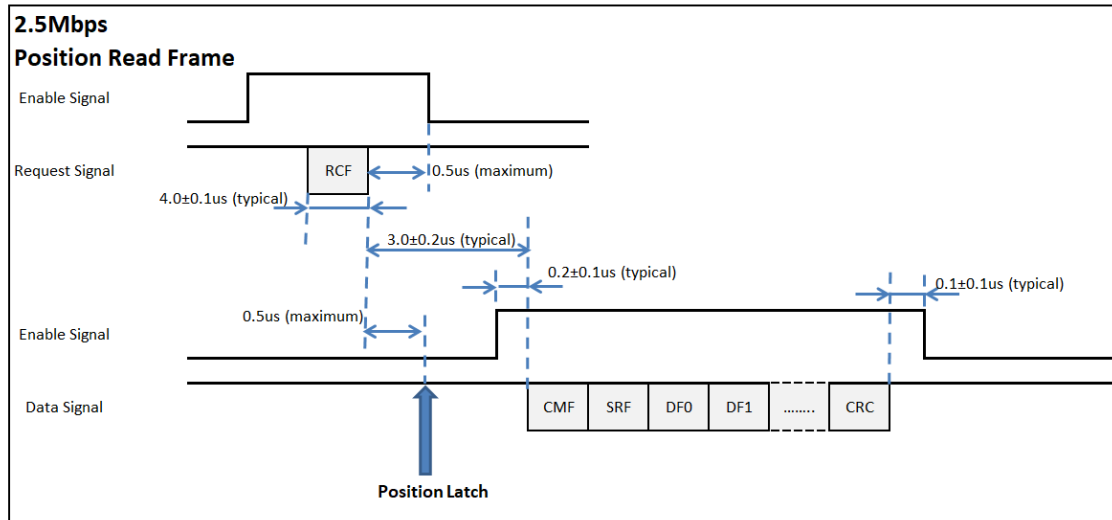 2.5Mbps
Position Read Frame
Enable Signal
Request Signal
RCF
0.5us (maximum)
4.0±0.1us (typical)
3.0±0.2us (typical)
0.2±0.1us (typical)
0.1±0.1us (typical)
0.5us (maximum)
Enable Signal
Data Signal
CMF
SRF
DF0
DF1
........
CRC
Position Latch